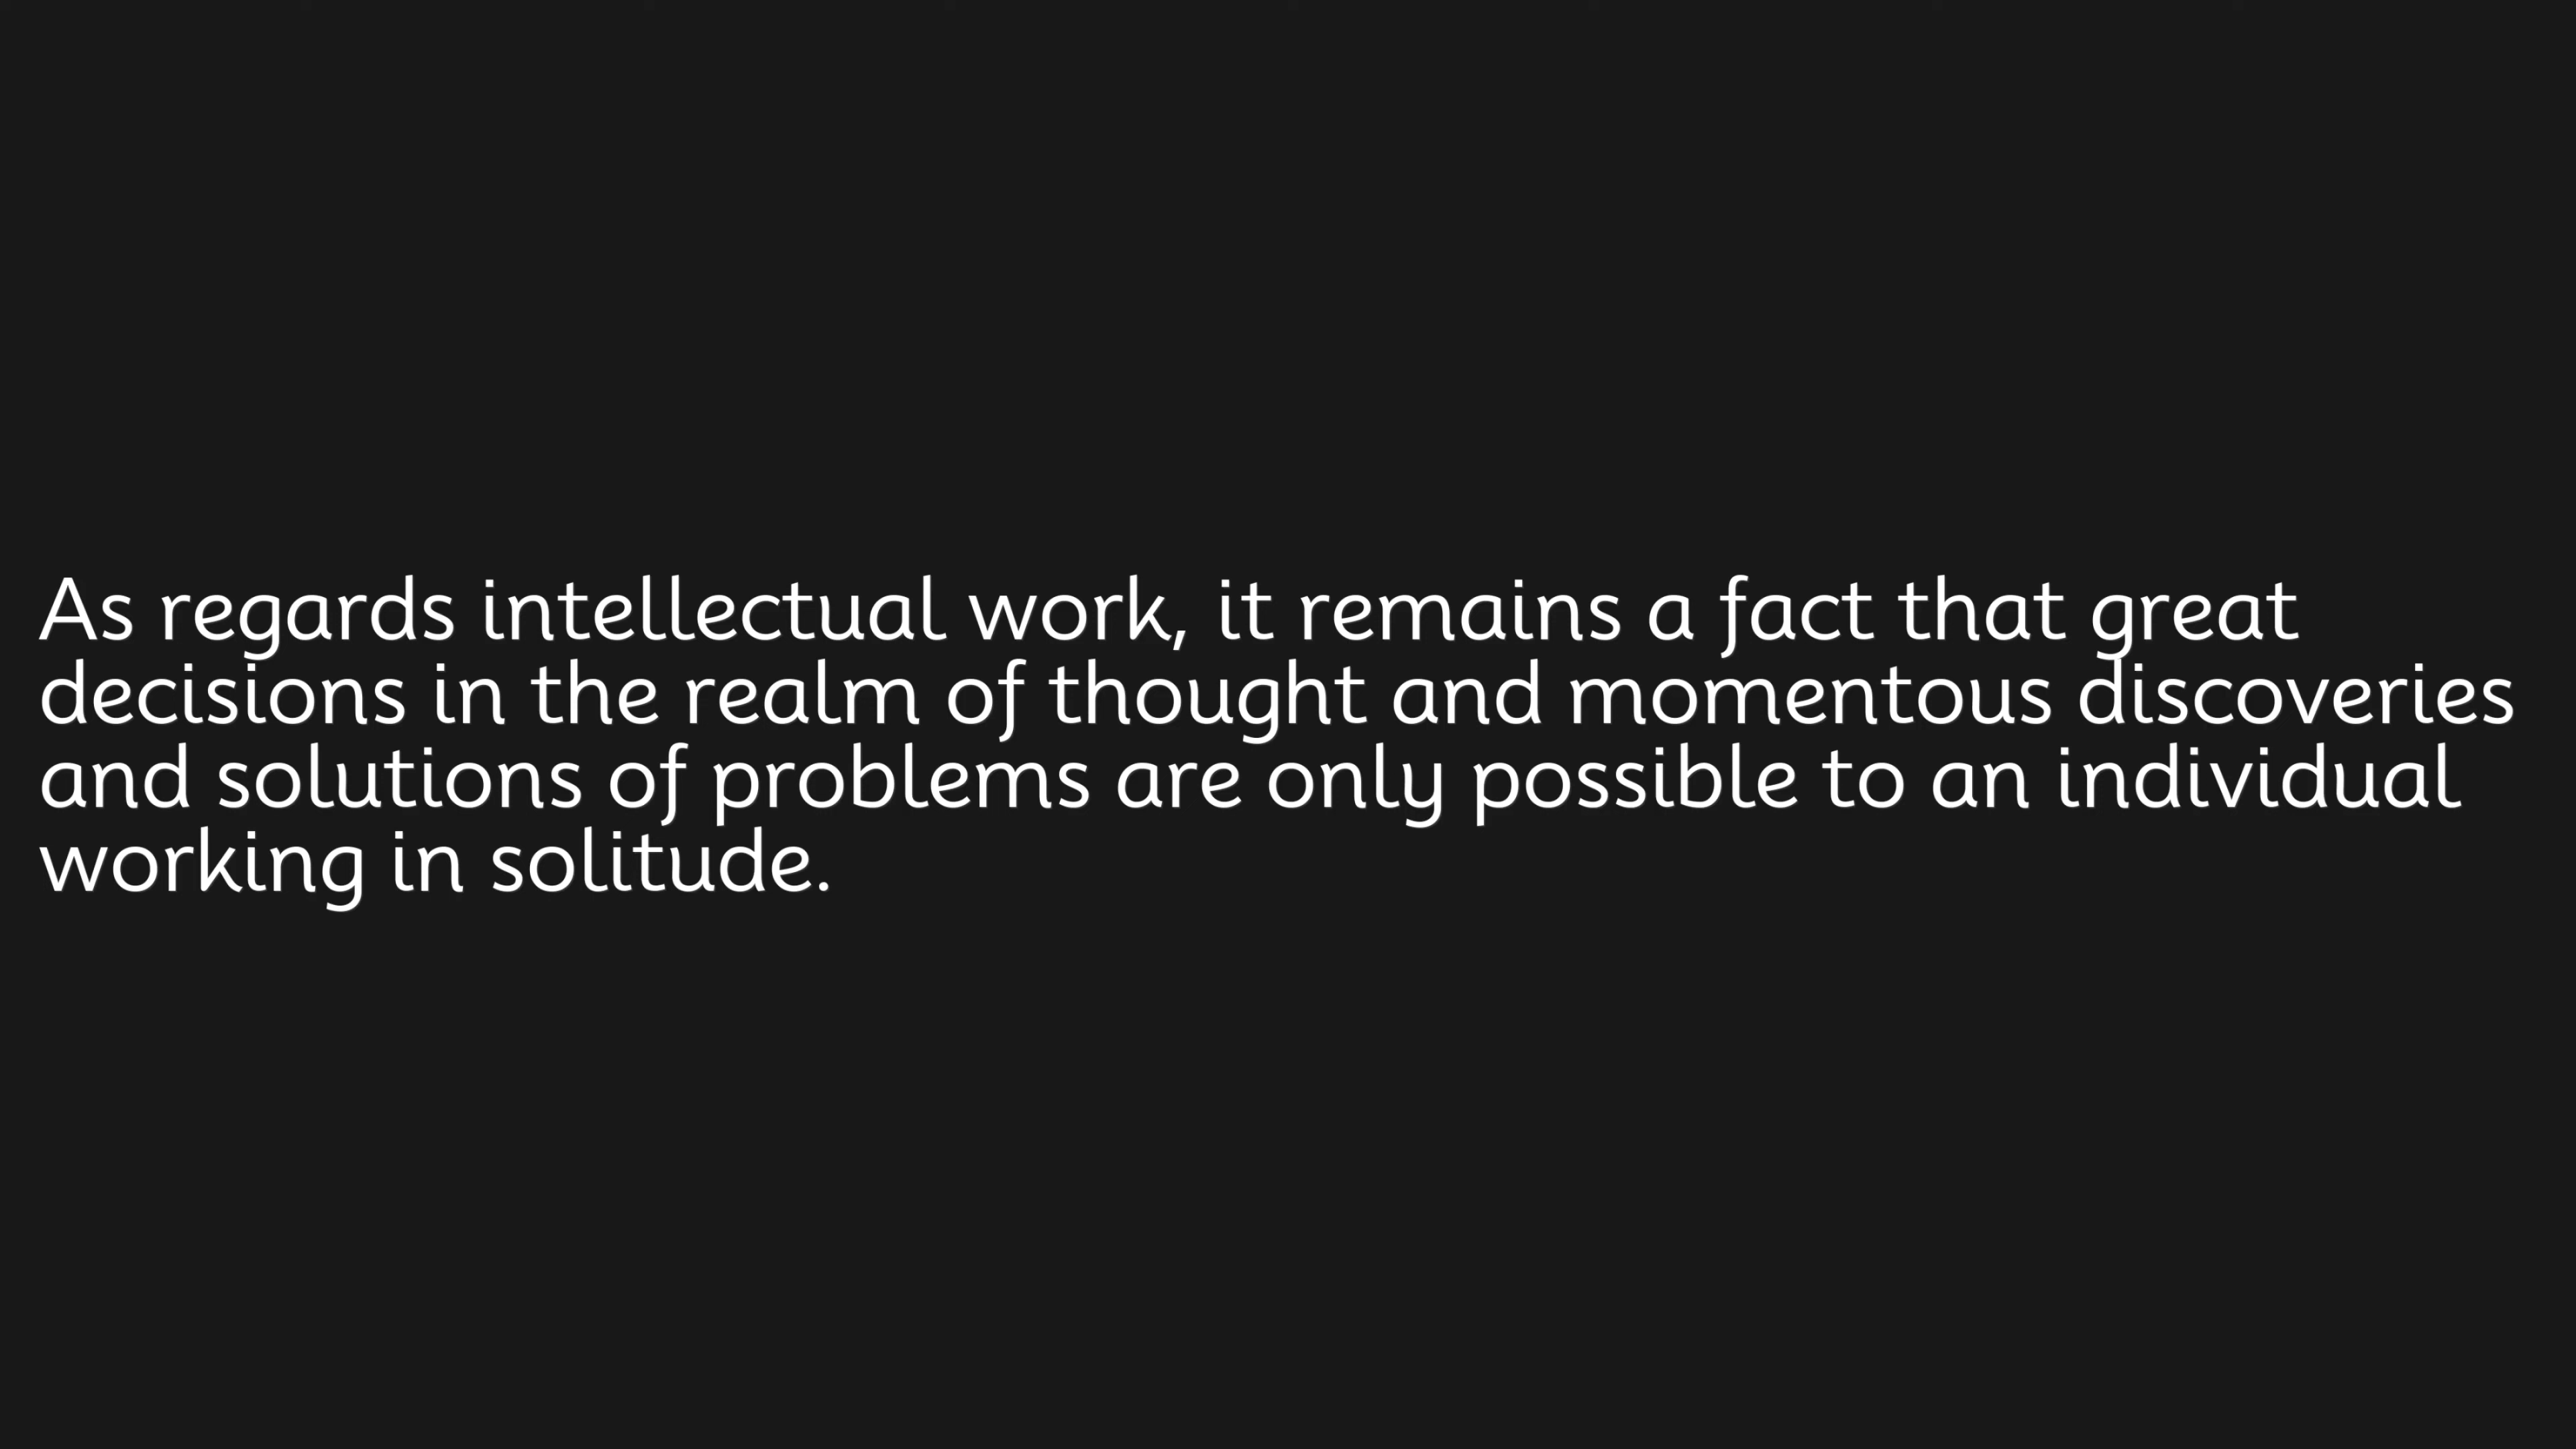 As regards intellectual work, it remains a fact that great
decisions in the realm of thought and momentous discoveries
and solutions of problems are only possible to an individual
working in solitude.